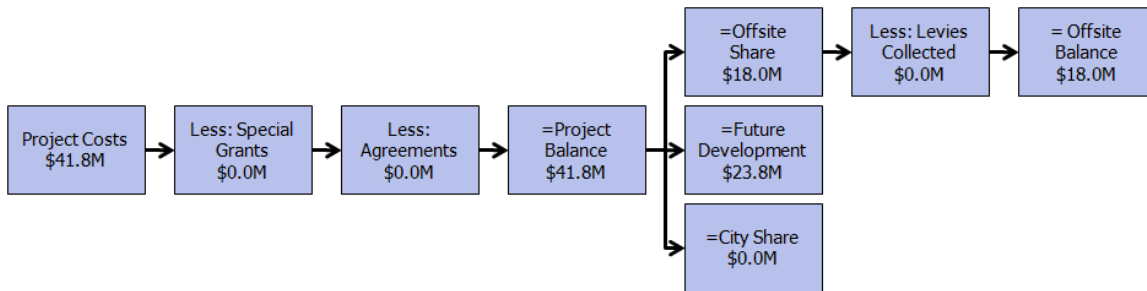 Project Costs
$41.8M
Less: Special
Grants
$0.0M
Less:
Agreements
$0.0M
=Project
Balance
$41.8M
=Offsite
Share
$18.0M
Less: Levies
Collected
$0.0M
= Offsite
Balance
$18.0M
=Future
Development
$23.8M
=City Share
$0.0M